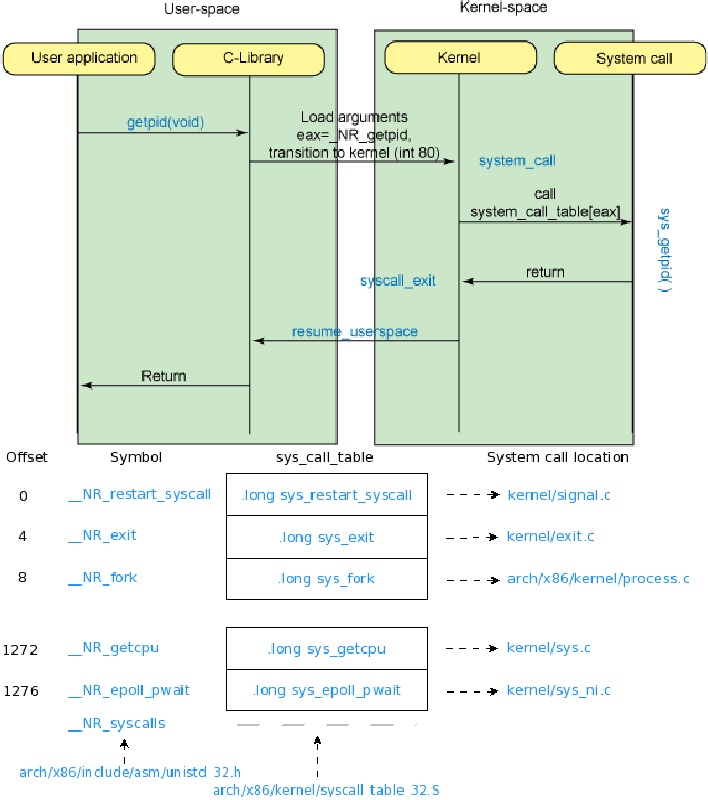 User-space
Kernel-space
User application
C-Library
Kernel
System call
getpid(void)
Load arguments
eax=_NR_getpid,
transition to kernel (int 80)
system_call
call
system_call_table[eax]
sys_getpid( )
return
syscall_exit
resume_userspace
Return
Offset
Symbol
sys_call_table
System call location
0
__NR_restart_syscall
.long sys_restart_syscall
kernel/signal.c
4
__NR_exit
.long sys_exit
kernel/exit.c
8
__NR_fork
.long sys_fork
arch/x86/kernel/process.c
1272
__NR_getcpu
.long sys_getcpu
kernel/sys.c
1276
__NR_epoll_pwait
.long sys_epoll_pwait
kernel/sys_ni.c
__NR_syscalls
arch/x86/include/asm/unistd_32.h
arch/x86/kernel/syscall_table_32.S